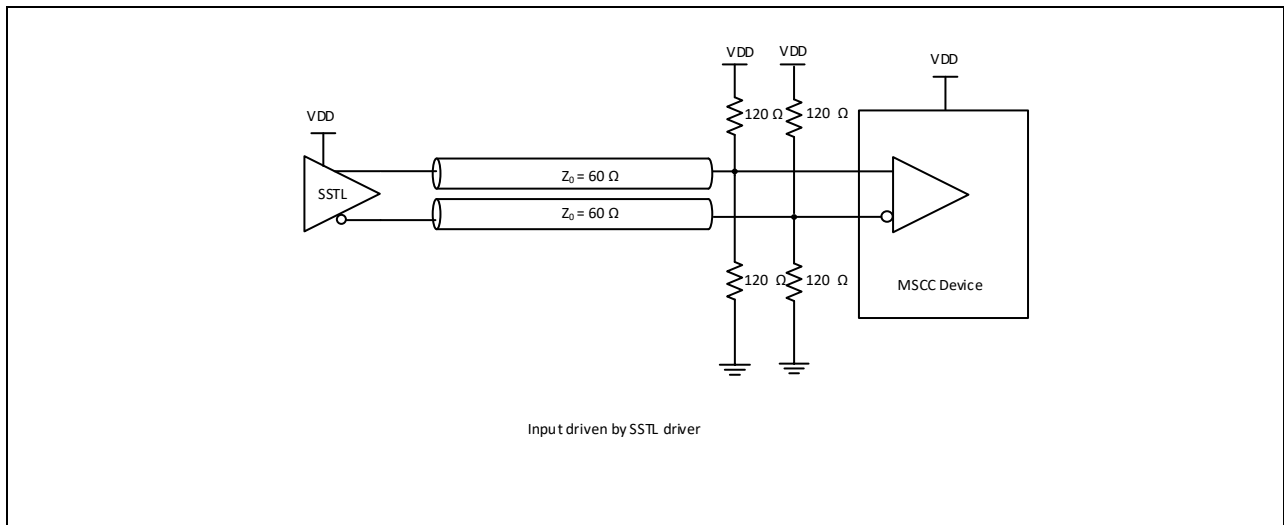 VDD VDD
VDD
VDD
120 Ω 120 Ω
SSTL
Z0 = 60 Ω
Z0 = 60 Ω
120 Ω 120 Ω
MSCC Device
Input driven by SSTL driver